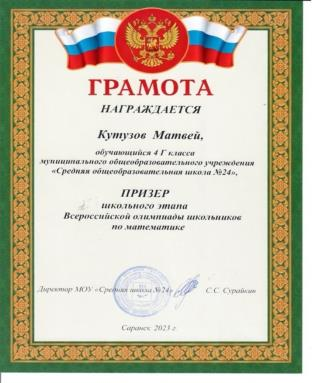 ГРАМОТА
НАГРАЖДАЕТСЯ
Кутузов Матвей,
обучающийся 4 Г класса
муниципального общеобразовательного учреждения
«Средняя общеобразовательная школа №24»,
ПРИЗЕР
школьного этапа
Всероссийской олимпиады школьников
по математике
Директор МОУ «Средняя школа №24»
С.С. Сурайкин
Саранск 2023 г.